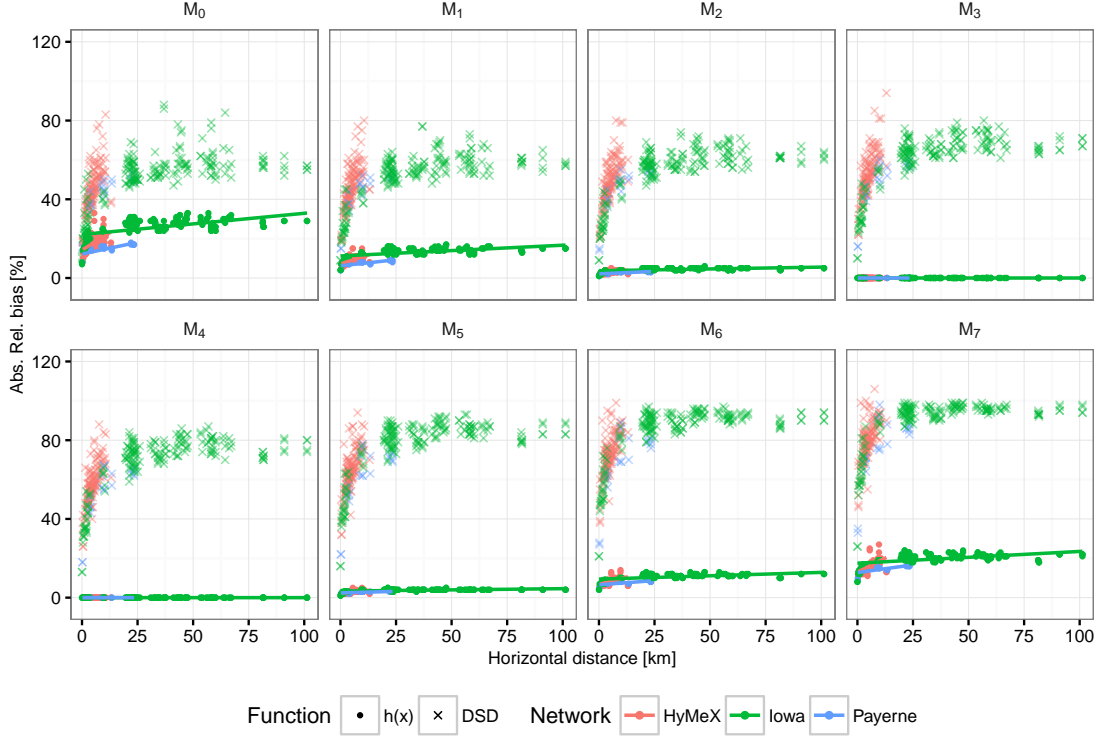 M₀ M₁ M₂ M₃
120
80
40
0
Abs. Rel. bias [%]
M₄ M₅ M₆ M₇
120
80
40
0
0 25 50 75 100 0 25 50 75 100 0 25 50 75 100 0 25 50 75 100
Horizontal distance [km]
Function h(x) DSD Network HyMeX Iowa Payerne